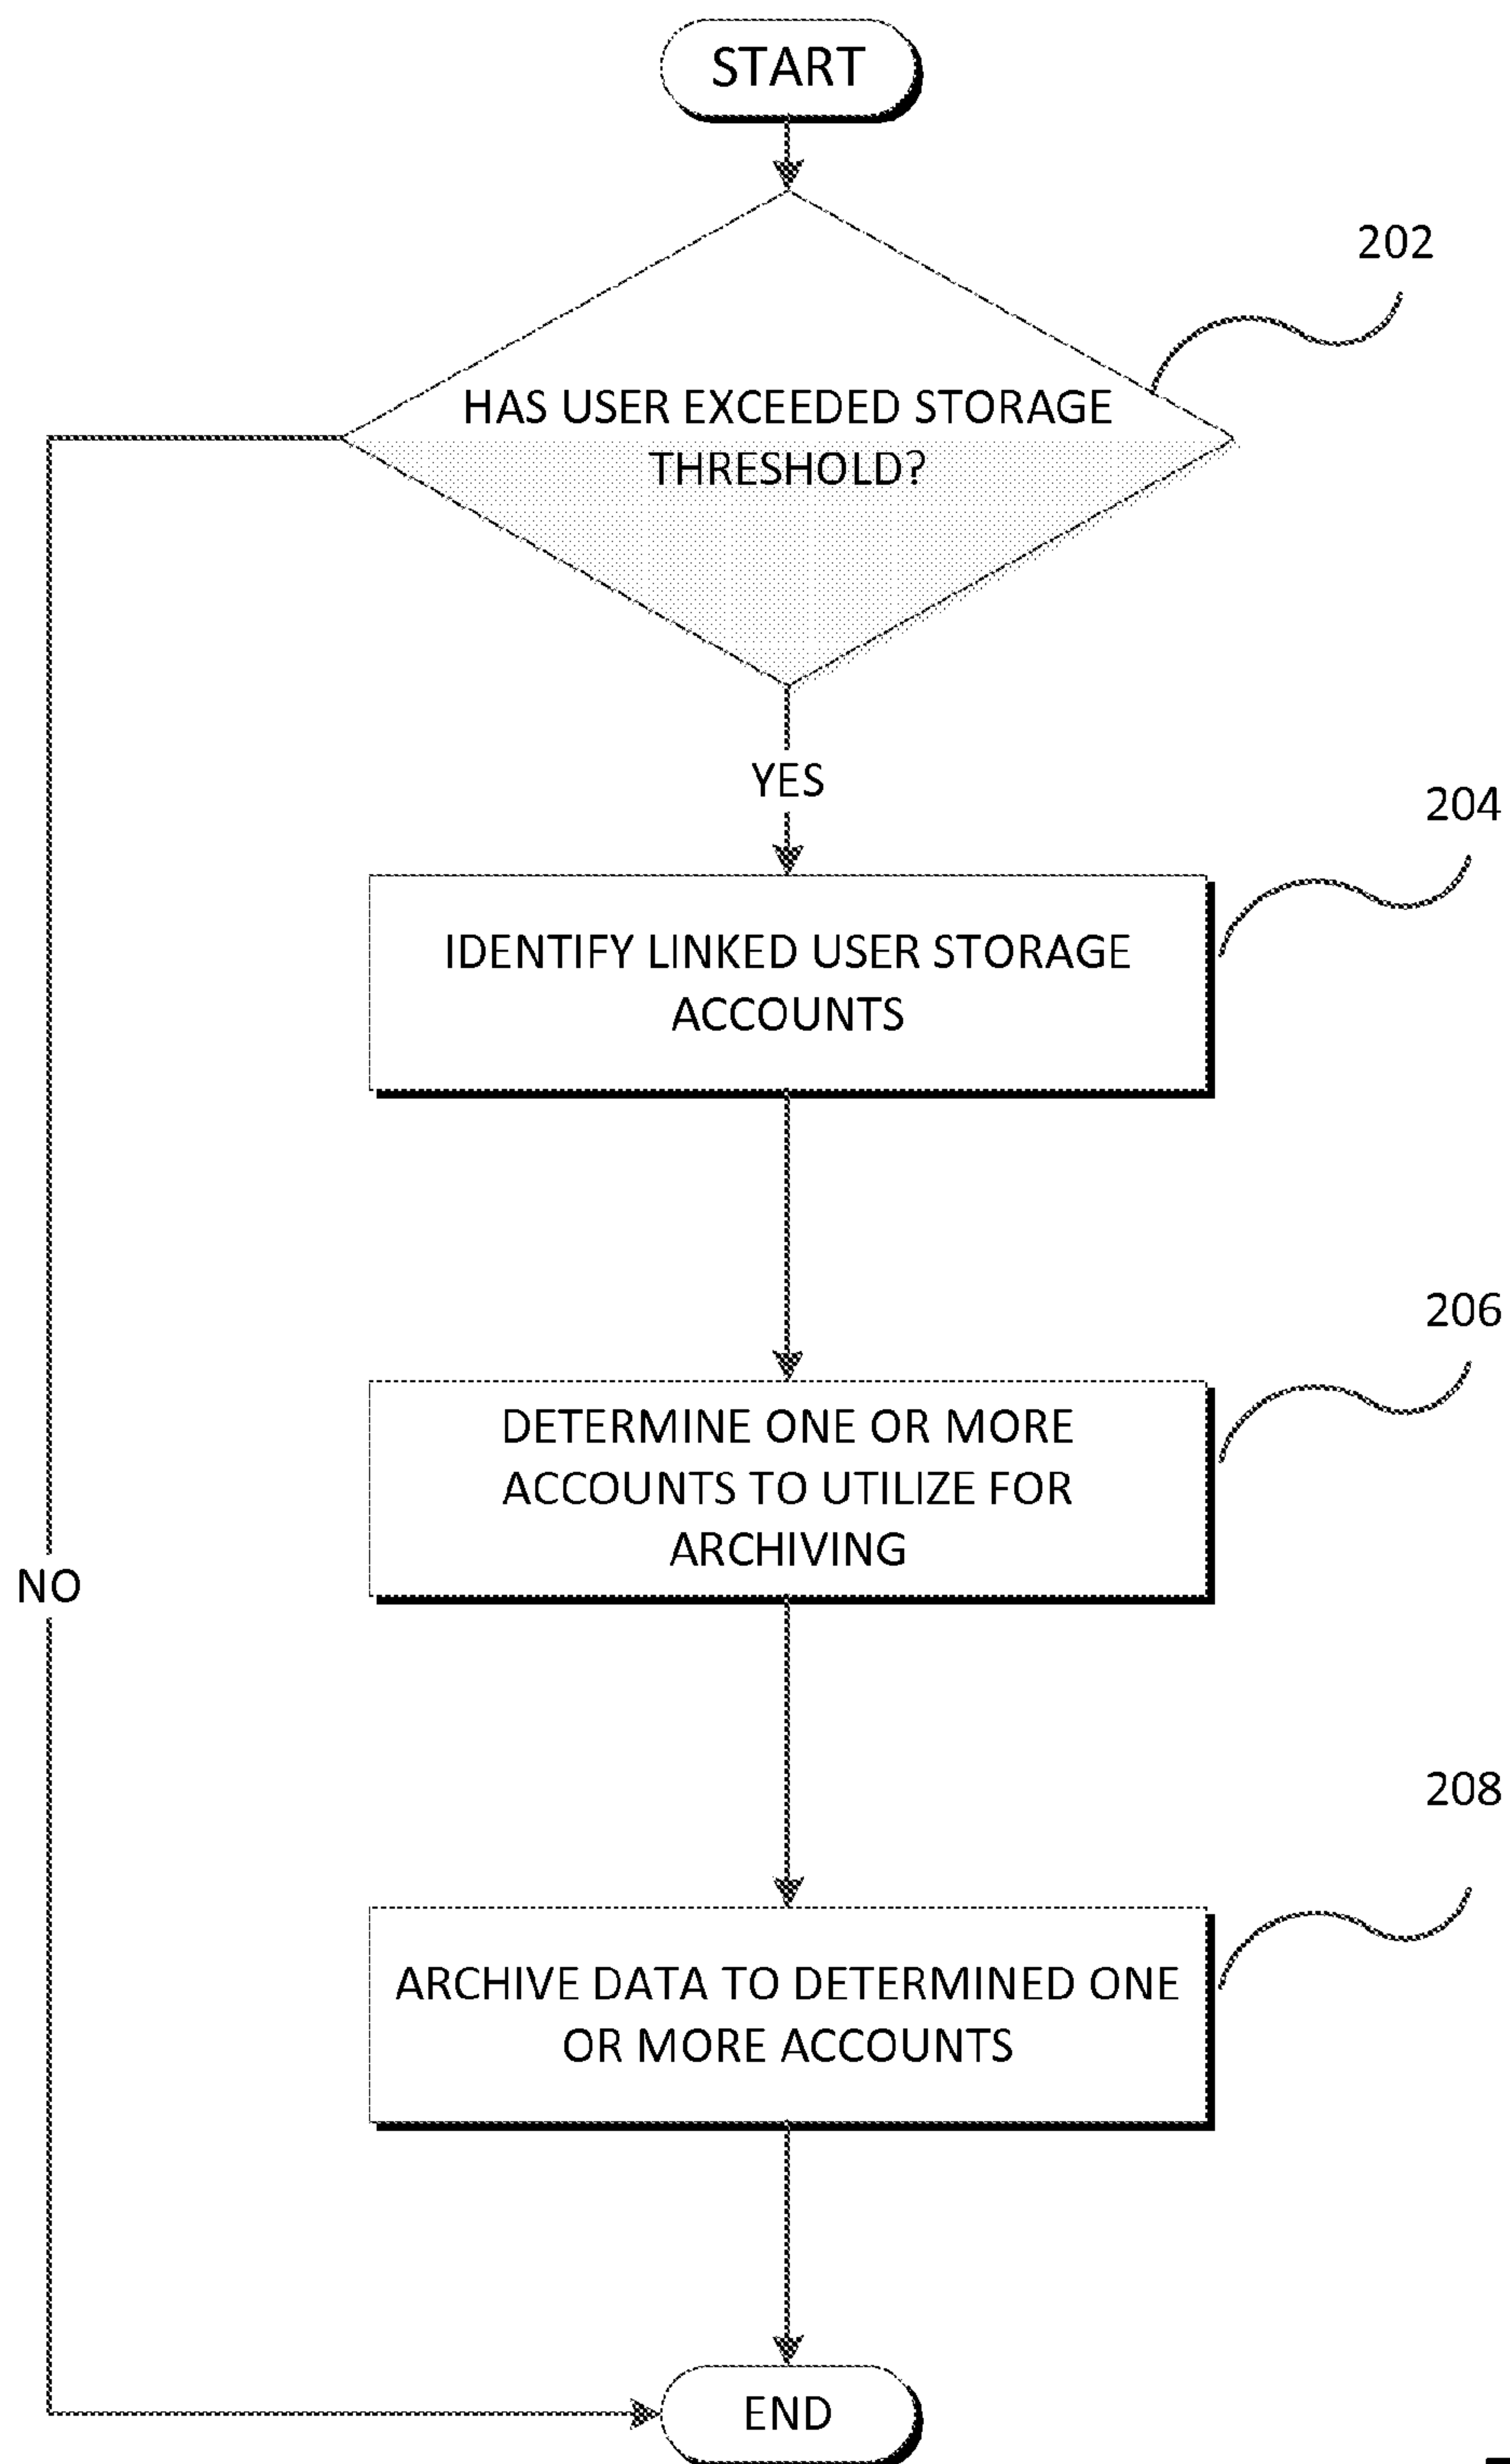 START
202
HAS USER EXCEEDED STORAGE
THRESHOLD?
YES
204
IDENTIFY LINKED USER STORAGE
ACCOUNTS
206
DETERMINE ONE OR MORE
ACCOUNTS TO UTILIZE FOR
ARCHIVING
NO
208
ARCHIVE DATA TO DETERMINED ONE
OR MORE ACCOUNTS
END